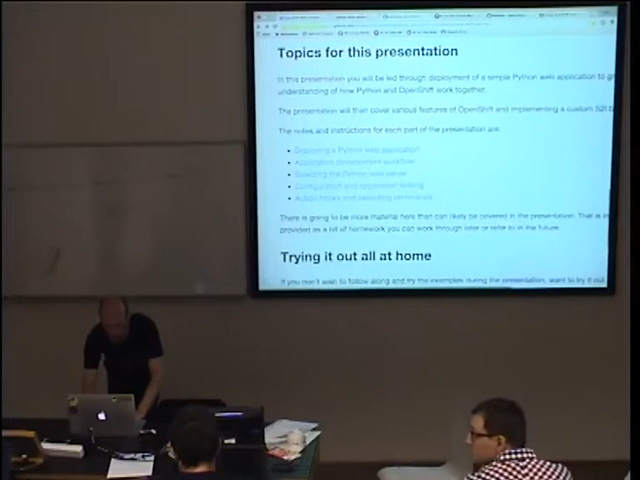 Topics for this presentation
In this presentation you will be led through deployment of a simple Python web application to
understanding of how Python and OpenShift work together.
The presentation will then cover various features of OpenShift and implementing a custom S2I
The notes and instructions for each part of the presentation are:
Deploying a Python web application
Application development workflow
Selecting the Python web server
Configuration and application building
Action hooks and executing commands
There is going to be more material here than can likely be covered in the presentation. That is
provided as a bit of homework you can work through later or refer to in the future.
Trying it out all at home
If you don't wish to follow along and try the examples during the presentation, want to try it out